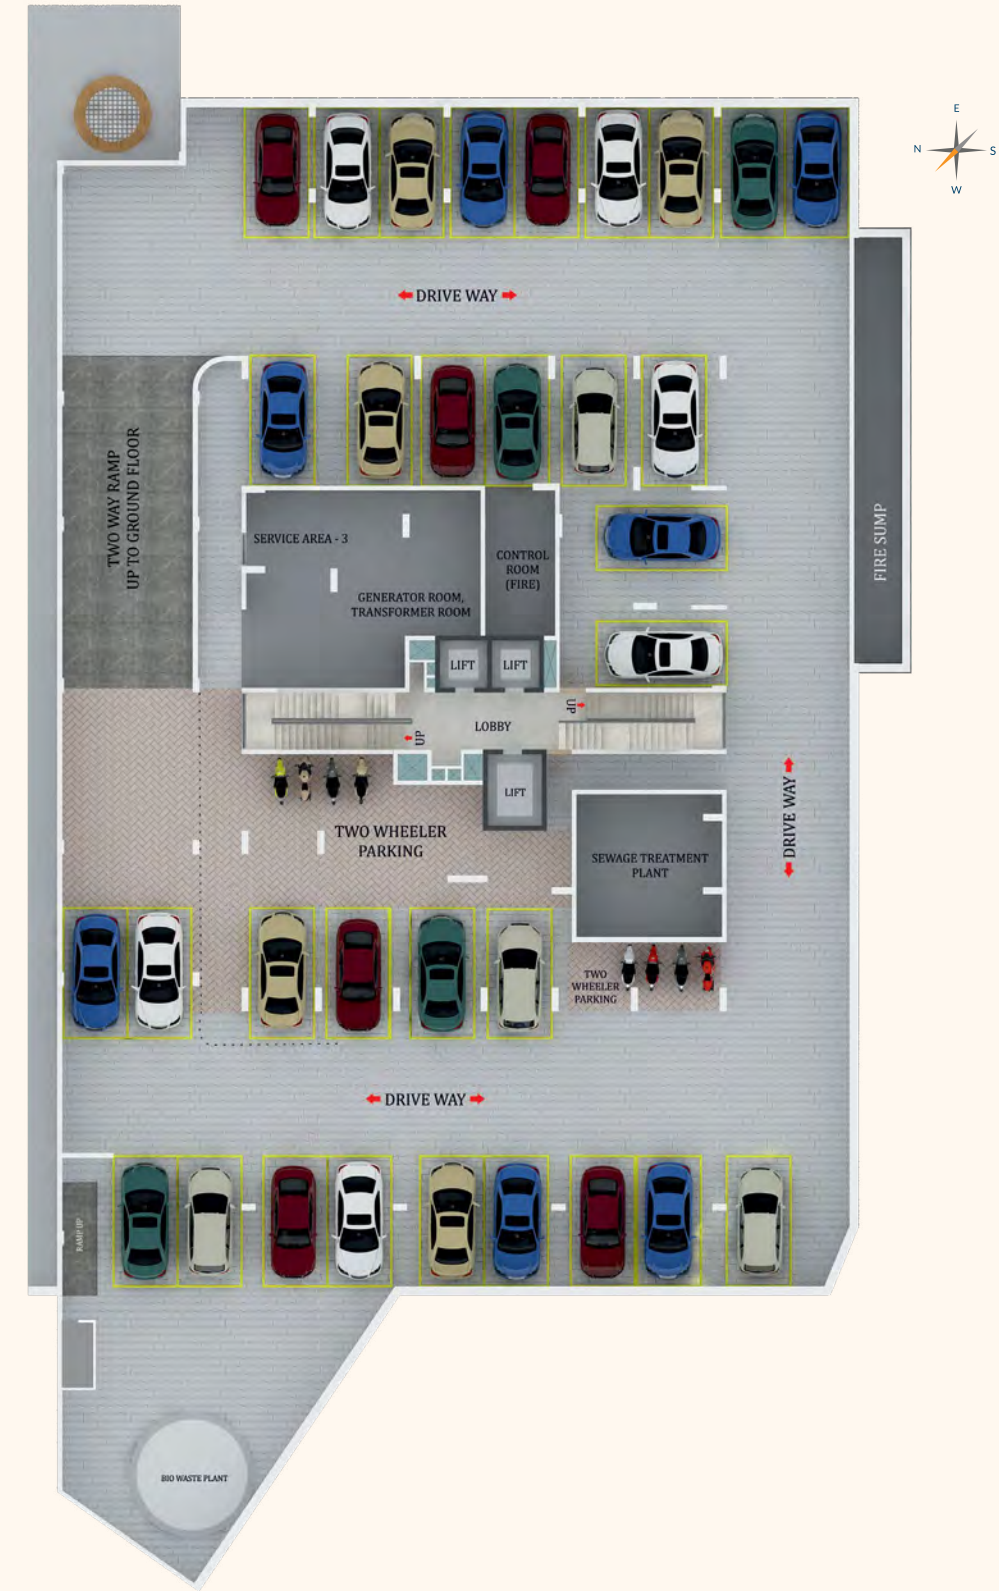 E
N
S
W
DRIVE WAY
TWO WAY RAMP
UP TO GROUND FLOOR
SERVICE AREA - 3
GENERATOR ROOM,
TRANSFORMER ROOM
CONTROL
ROOM
(FIRE)
FIRE SUMP
LIFT
LIFT
LOBBY
UP
UP
LIFT
TWO WHEELER
PARKING
SEWAGE TREATMENT
PLANT
DRIVE WAY
TWO
WHEELER
PARKING
DRIVE WAY
RAMP UP
BIO WASTE PLANT